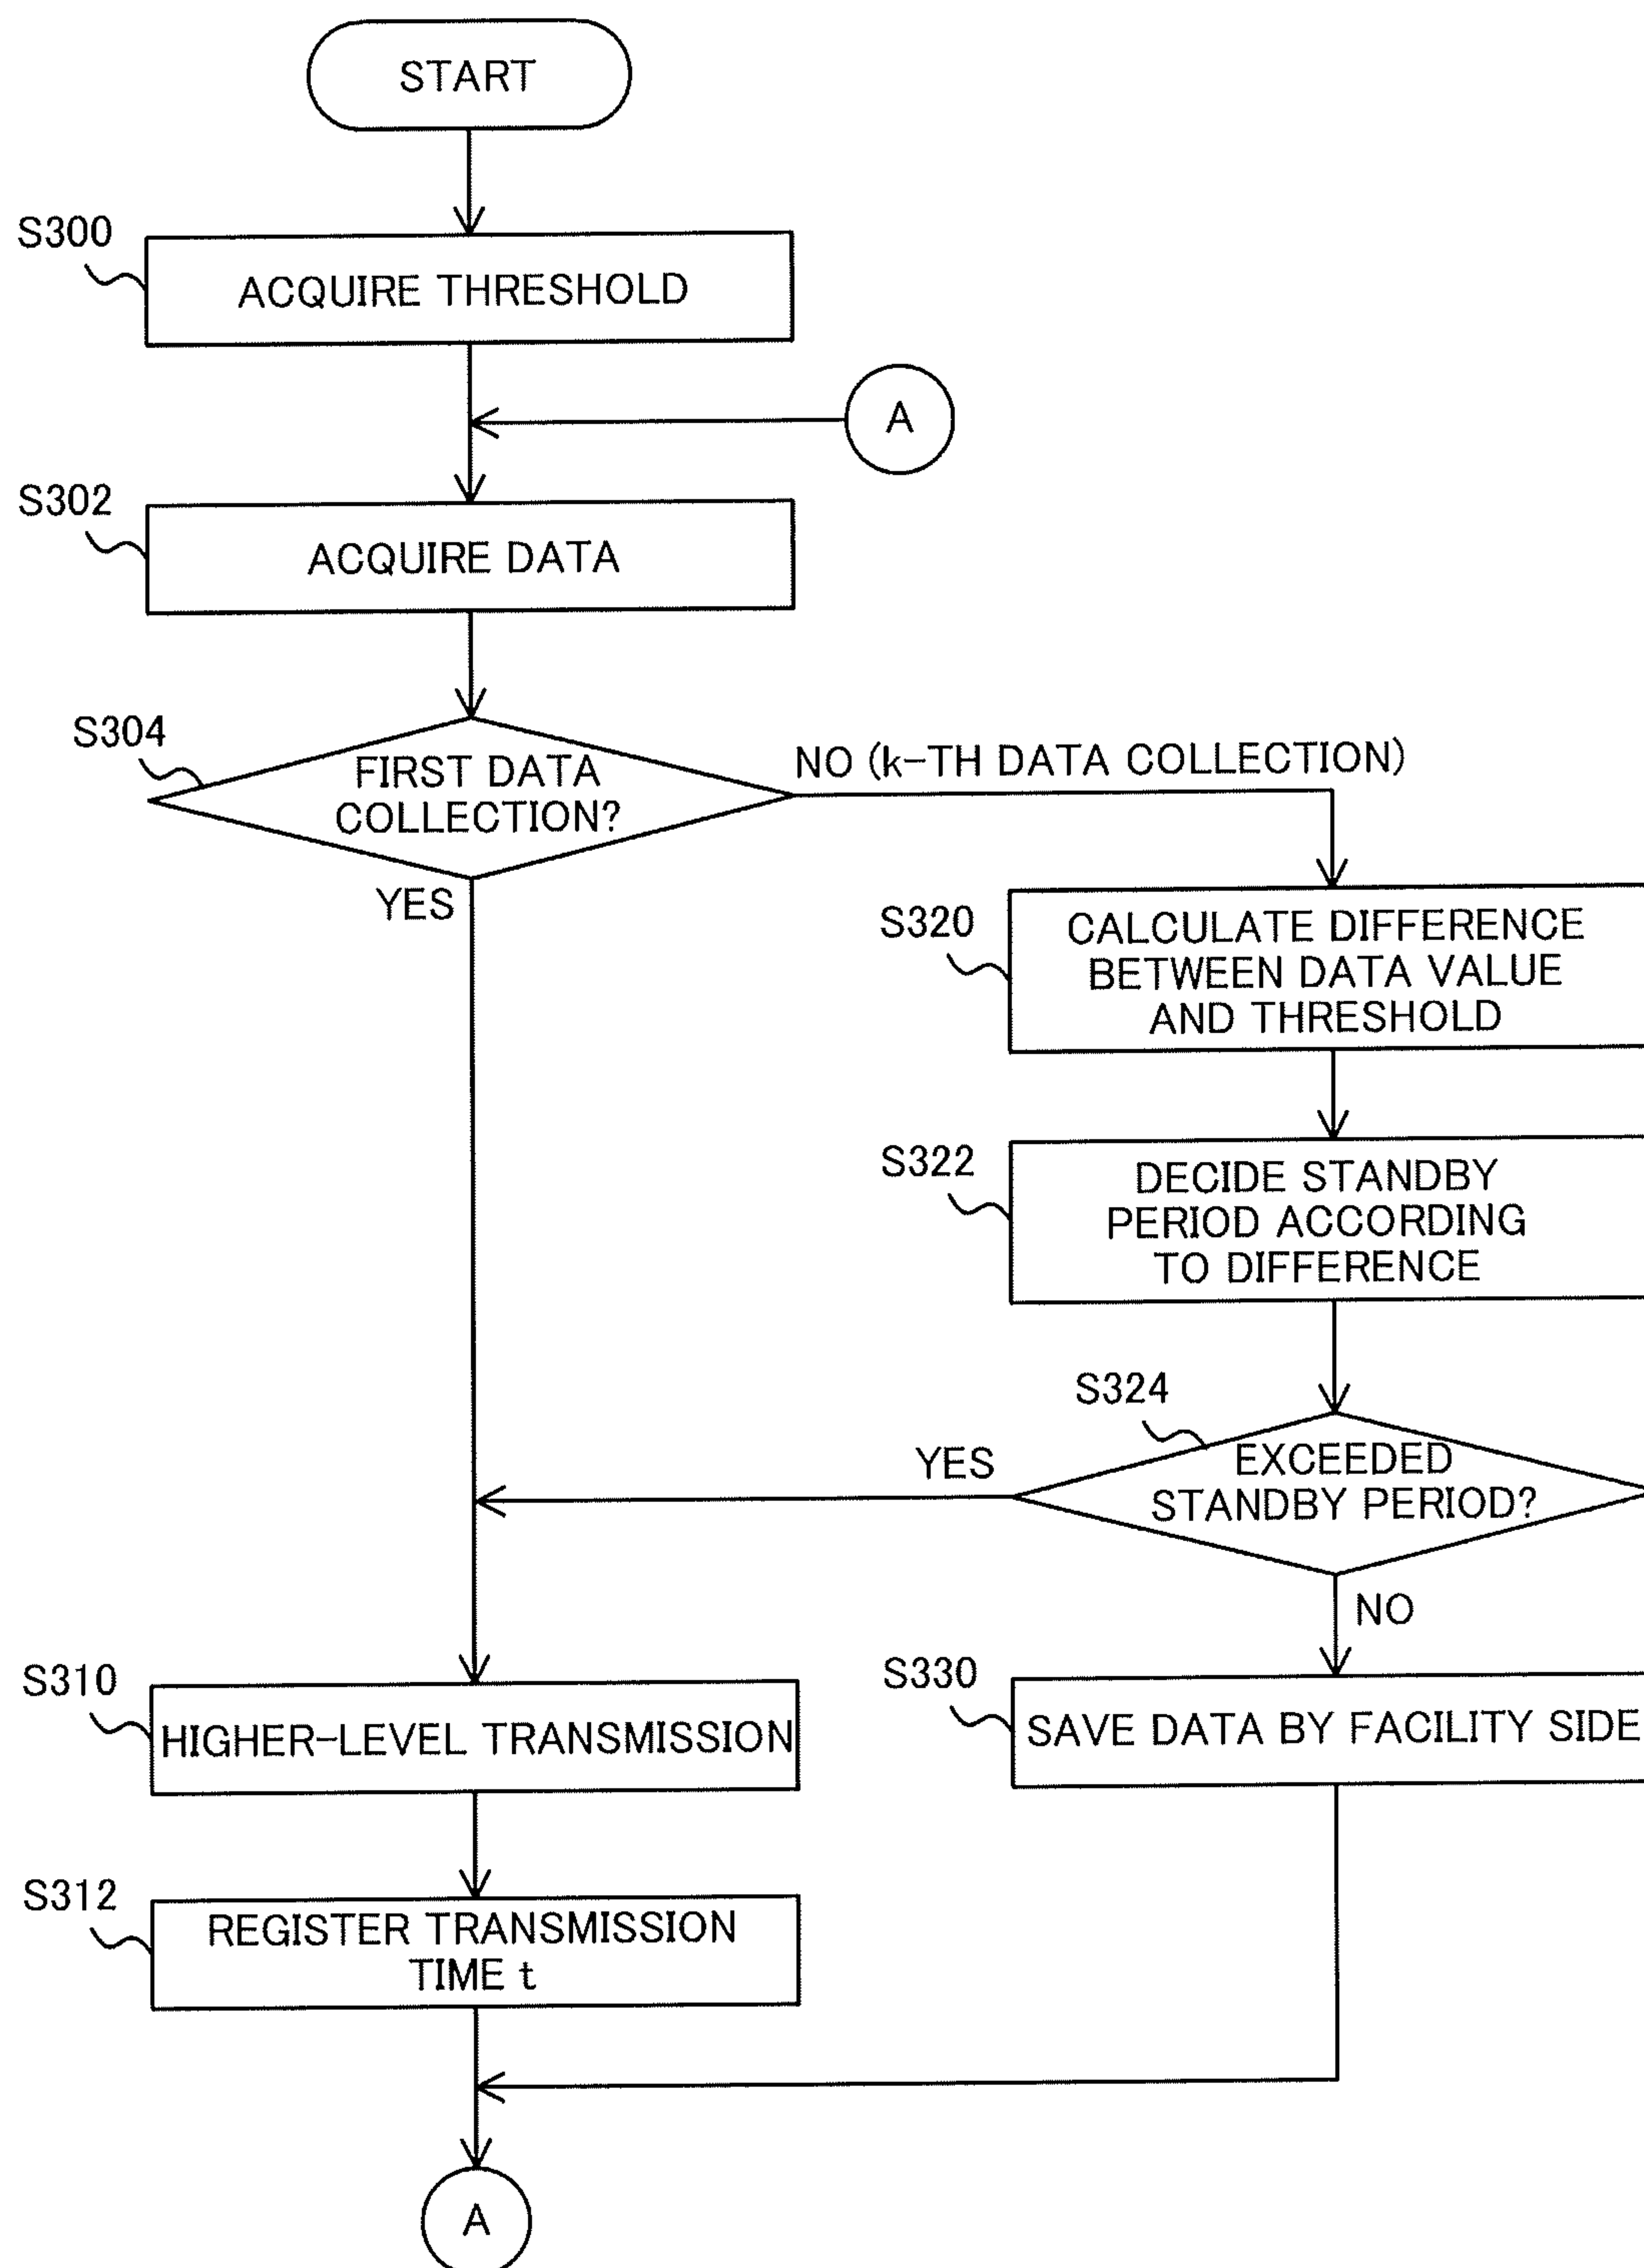 START
S300
ACQUIRE THRESHOLD
A
S302
ACQUIRE DATA
S304
FIRST DATA
COLLECTION?
NO (k-TH DATA COLLECTION)
YES
S320
CALCULATE DIFFERENCE
BETWEEN DATA VALUE
AND THRESHOLD
S322
DECIDE STANDBY
PERIOD ACCORDING
TO DIFFERENCE
S324
EXCEEDED
STANDBY PERIOD?
YES
NO
S310
HIGHER-LEVEL TRANSMISSION
S330
SAVE DATA BY FACILITY SIDE
S312
REGISTER TRANSMISSION
TIME t
A